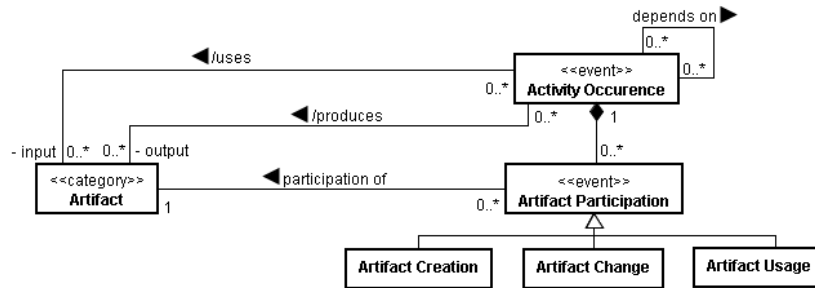 depends on ▶
◀ /uses
0..*
<<event>>
Activity Occurence
0..*
0..*
◀ /produces
0..*
1
- input
0..*
0..*
- output
0..*
<<category>>
Artifact
◀ participation of
<<event>>
Artifact Participation
1
0..*
Artifact Creation
Artifact Change
Artifact Usage